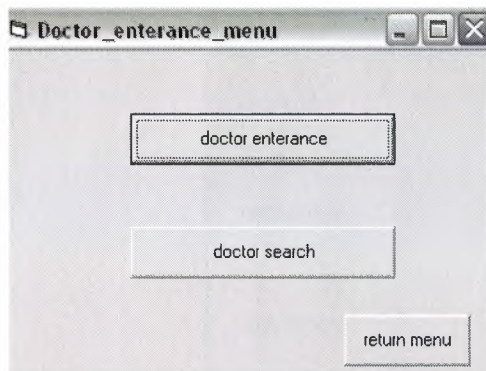 Doctor_enterance_menu
doctor enterance
doctor search
return menu